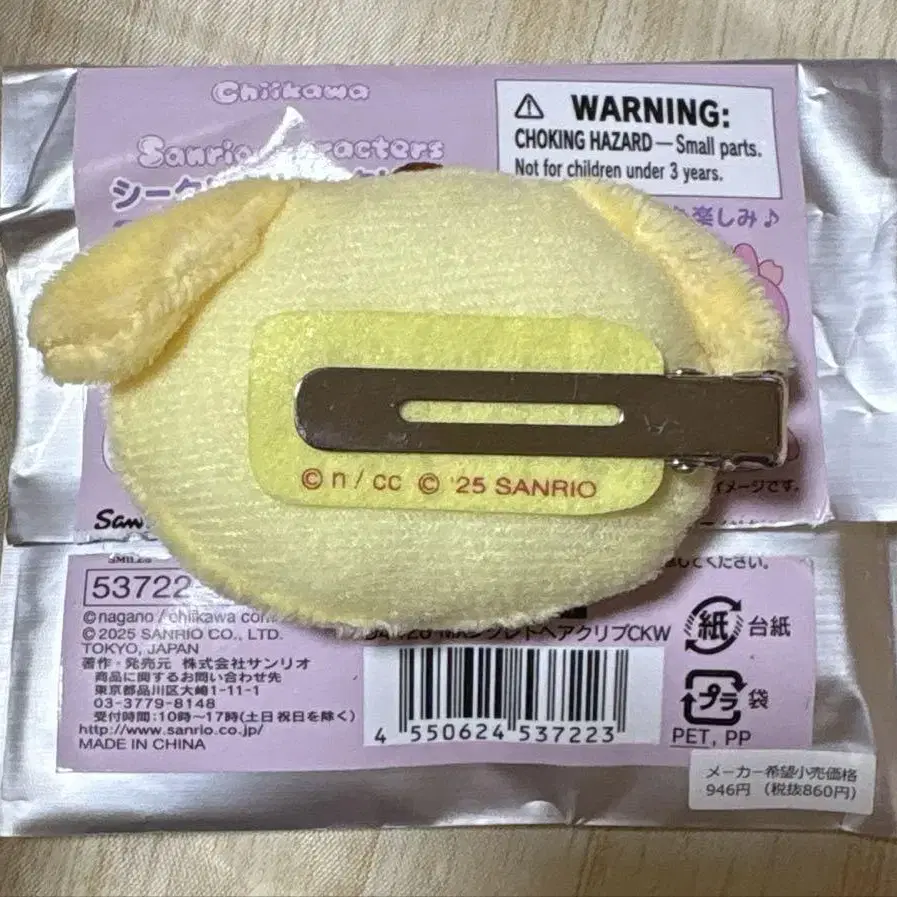 Chiikawa
WARNING:
CHOKING HAZARD — Small parts.
Not for children under 3 years.
Sanrio characters
シーク
楽しみ♪
© n / cc © '25 SANRIO
イメージです。
San
してください。
SMILES
53722
©nagano / chiikawa com
©2025 SANRIO CO., LTD.
TOKYO, JAPAN
著作・発売元 株式会社サンリオ
商品に関するお問い合わせ先
東京都品川区大崎1-11-1
03-3779-8148
受付時間:10時〜17時(土日祝日を除く)
http://www.sanrio.co.jp/
MADE IN CHINA
ヘアクリップCKW
4 550624 537223
紙 台紙
プラ 袋
PET, PP
メーカー希望小売価格
946円 (税抜860円)